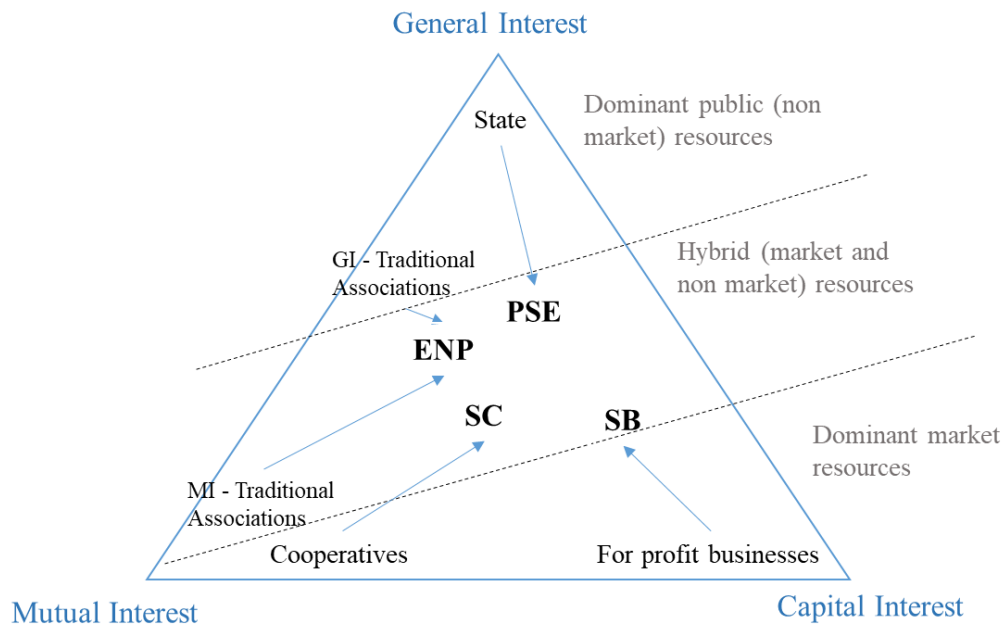 General Interest
State
Dominant public (non
market) resources
GI - Traditional
Associations
Hybrid (market and
non market) resources
PSE
ENP
SC
SB
Dominant market
resources
MI - Traditional
Associations
Cooperatives
For profit businesses
Mutual Interest
Capital Interest